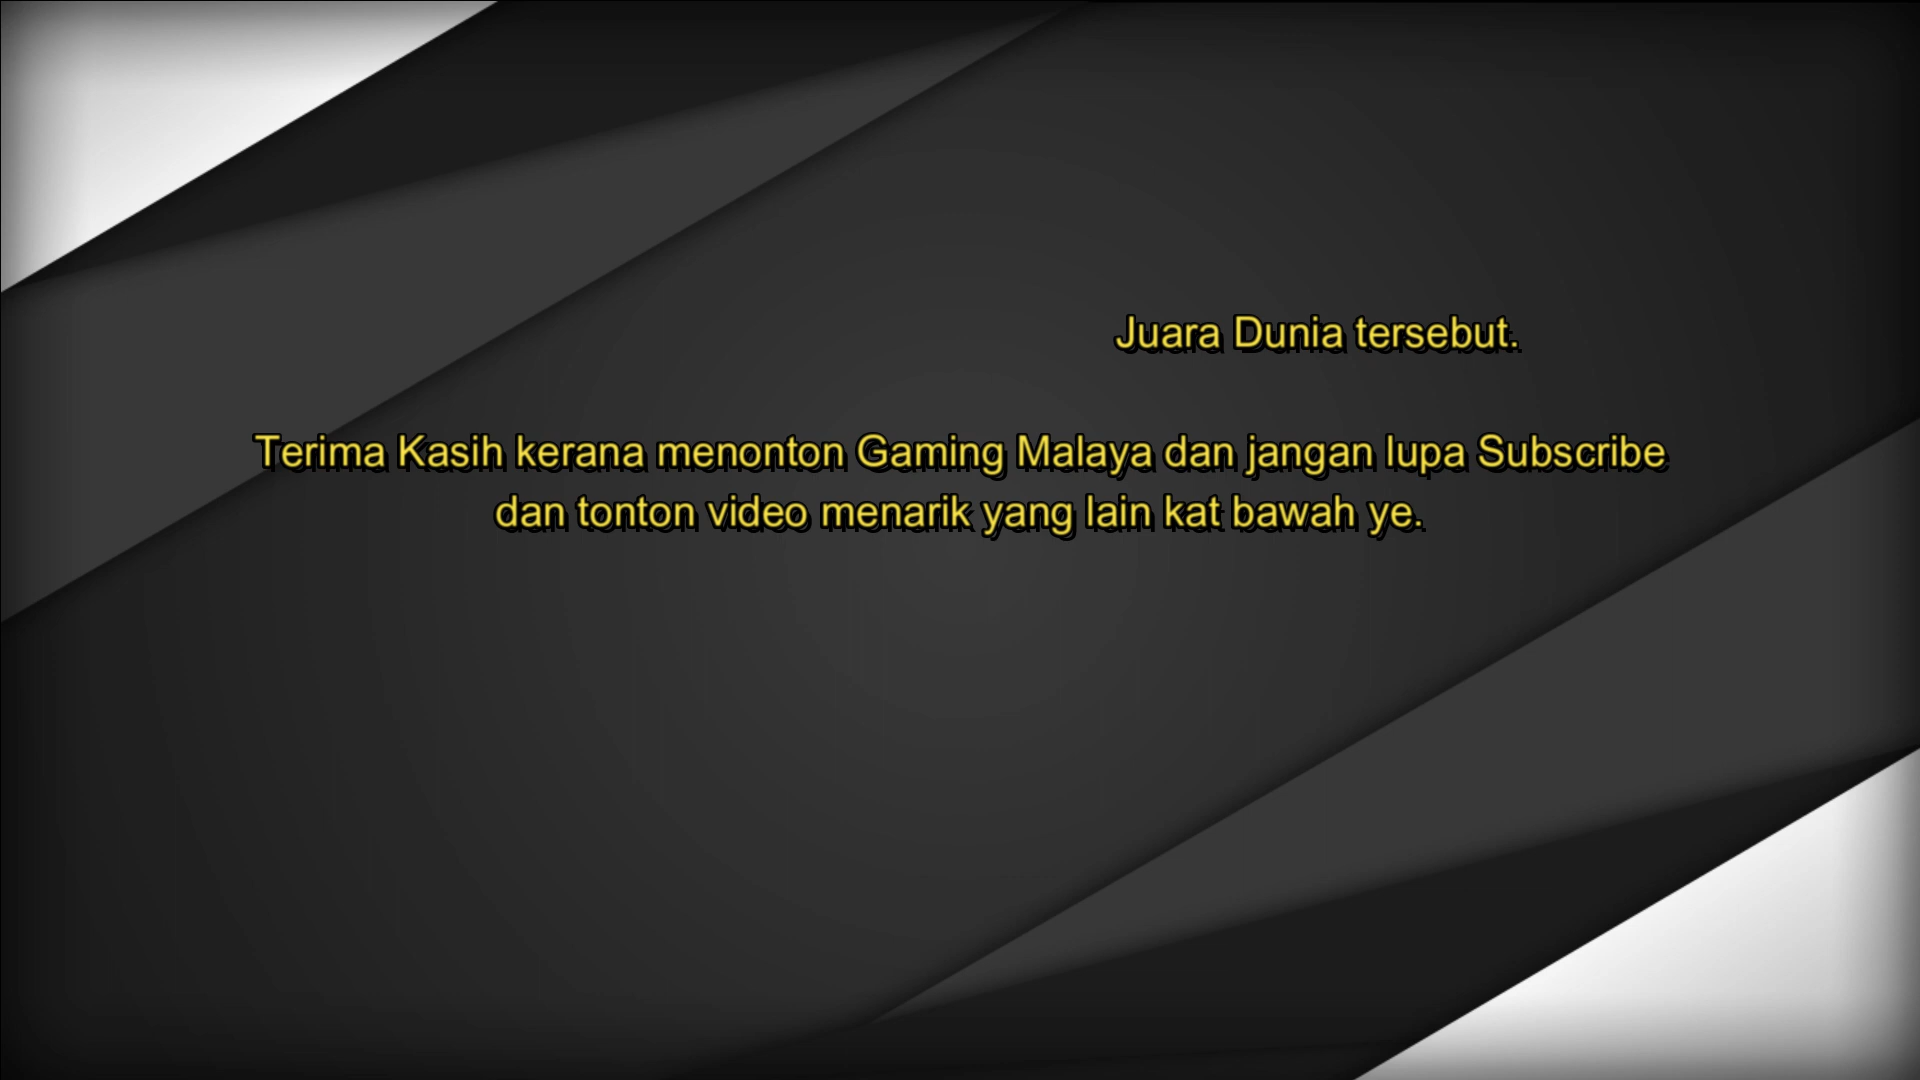 Juara Dunia tersebut.
Terima Kasih kerana menonton Gaming Malaya dan jangan lupa Subscribe
dan tonton video menarik yang lain kat bawah ye.